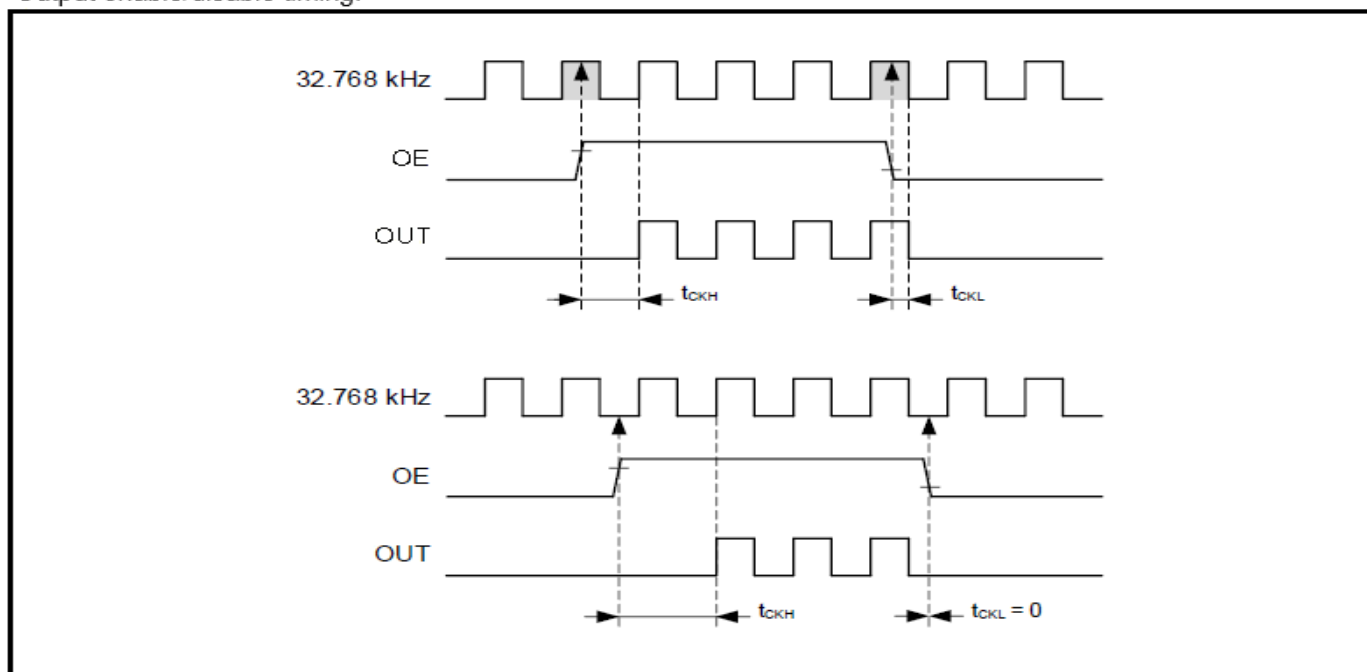 32.768 kHz
OE
OUT
tCKH
tCKL
32.768 kHz
OE
OUT
tCKH
tCKL = 0